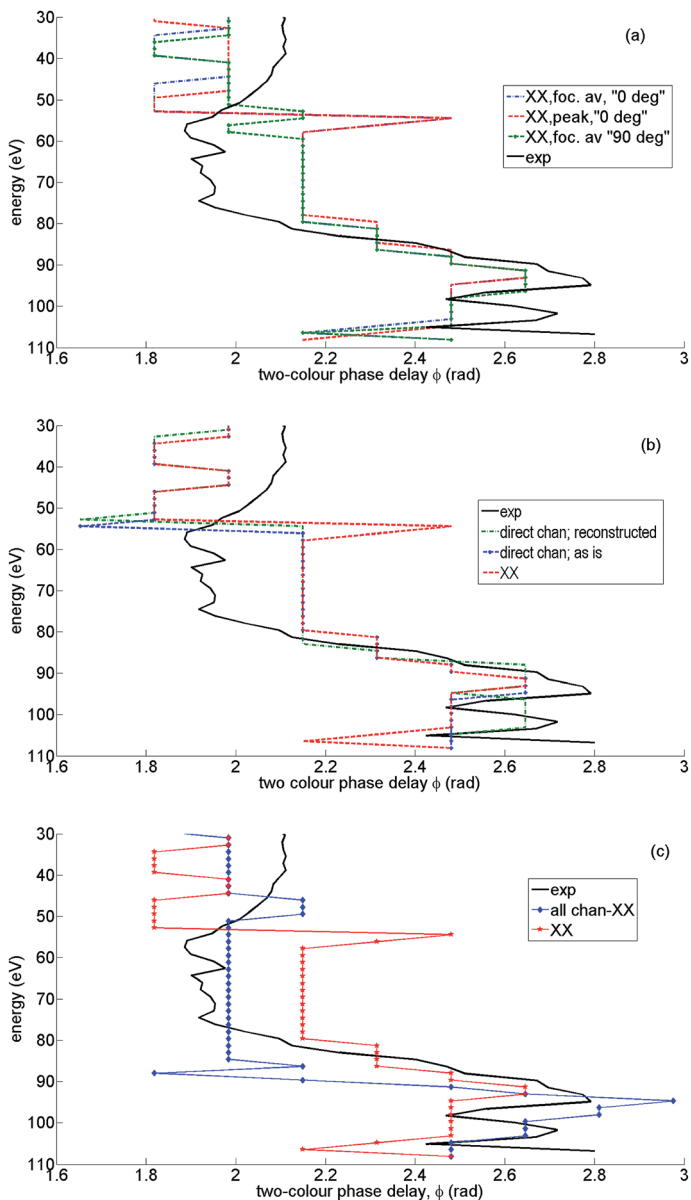 30
40
50
60
70
80
90
100
110
energy (eV)
(a)
XX,foc. av, "0 deg"
XX,peak,"0 deg"
XX,foc. av "90 deg"
exp
1.6 1.8 2 2.2 2.4 2.6 2.8 3
two-colour phase delay ϕ (rad)
30
40
50
60
70
80
90
100
110
energy (eV)
(b)
exp
direct chan; reconstructed
direct chan; as is
XX
1.6 1.8 2 2.2 2.4 2.6 2.8 3
two colour phase delay ϕ (rad)
30
40
50
60
70
80
90
100
110
energy (eV)
(c)
exp
all chan-XX
XX
1.6 1.8 2 2.2 2.4 2.6 2.8 3
two-colour phase delay, ϕ (rad)